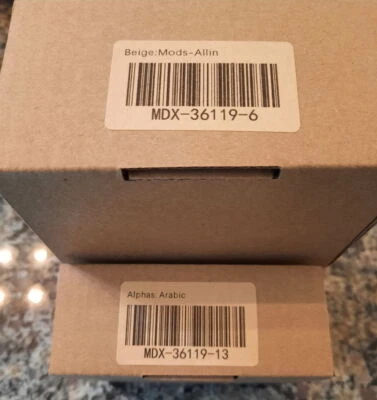 Beige:Mods-Allin
MDX-36119-6
Alphas: Arabic
MDX-36119-13